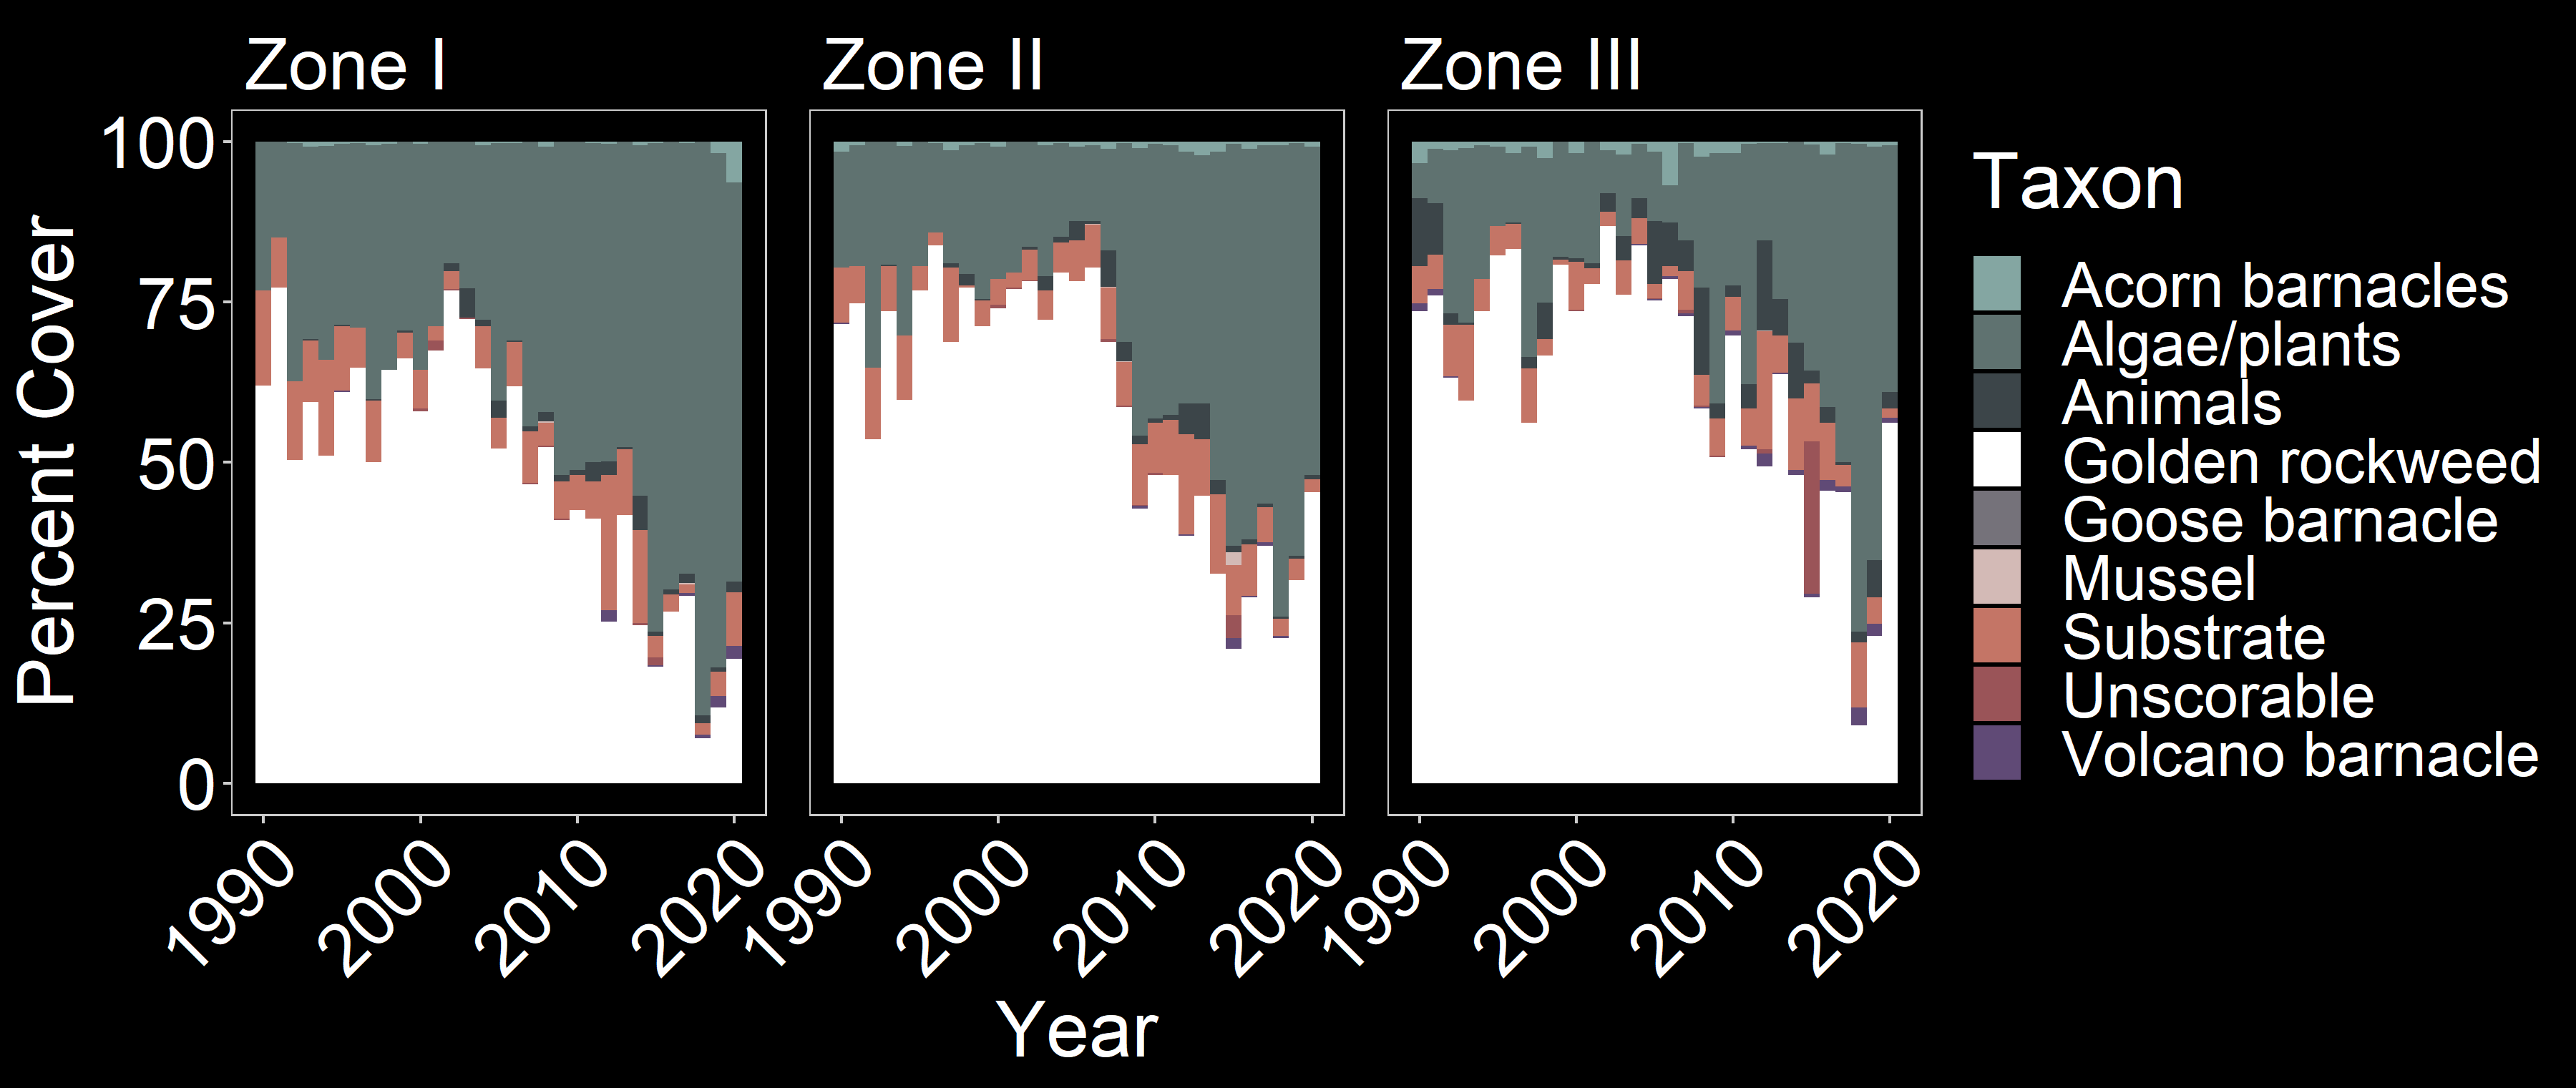 Zone I
Zone II
Zone III
100
75
50
25
0
Percent Cover
1990
2000
2010
2020
1990
2000
2010
2020
1990
2000
2010
2020
Year
Taxon
Acorn barnacles
Algae/plants
Animals
Golden rockweed
Goose barnacle
Mussel
Substrate
Unscorable
Volcano barnacle